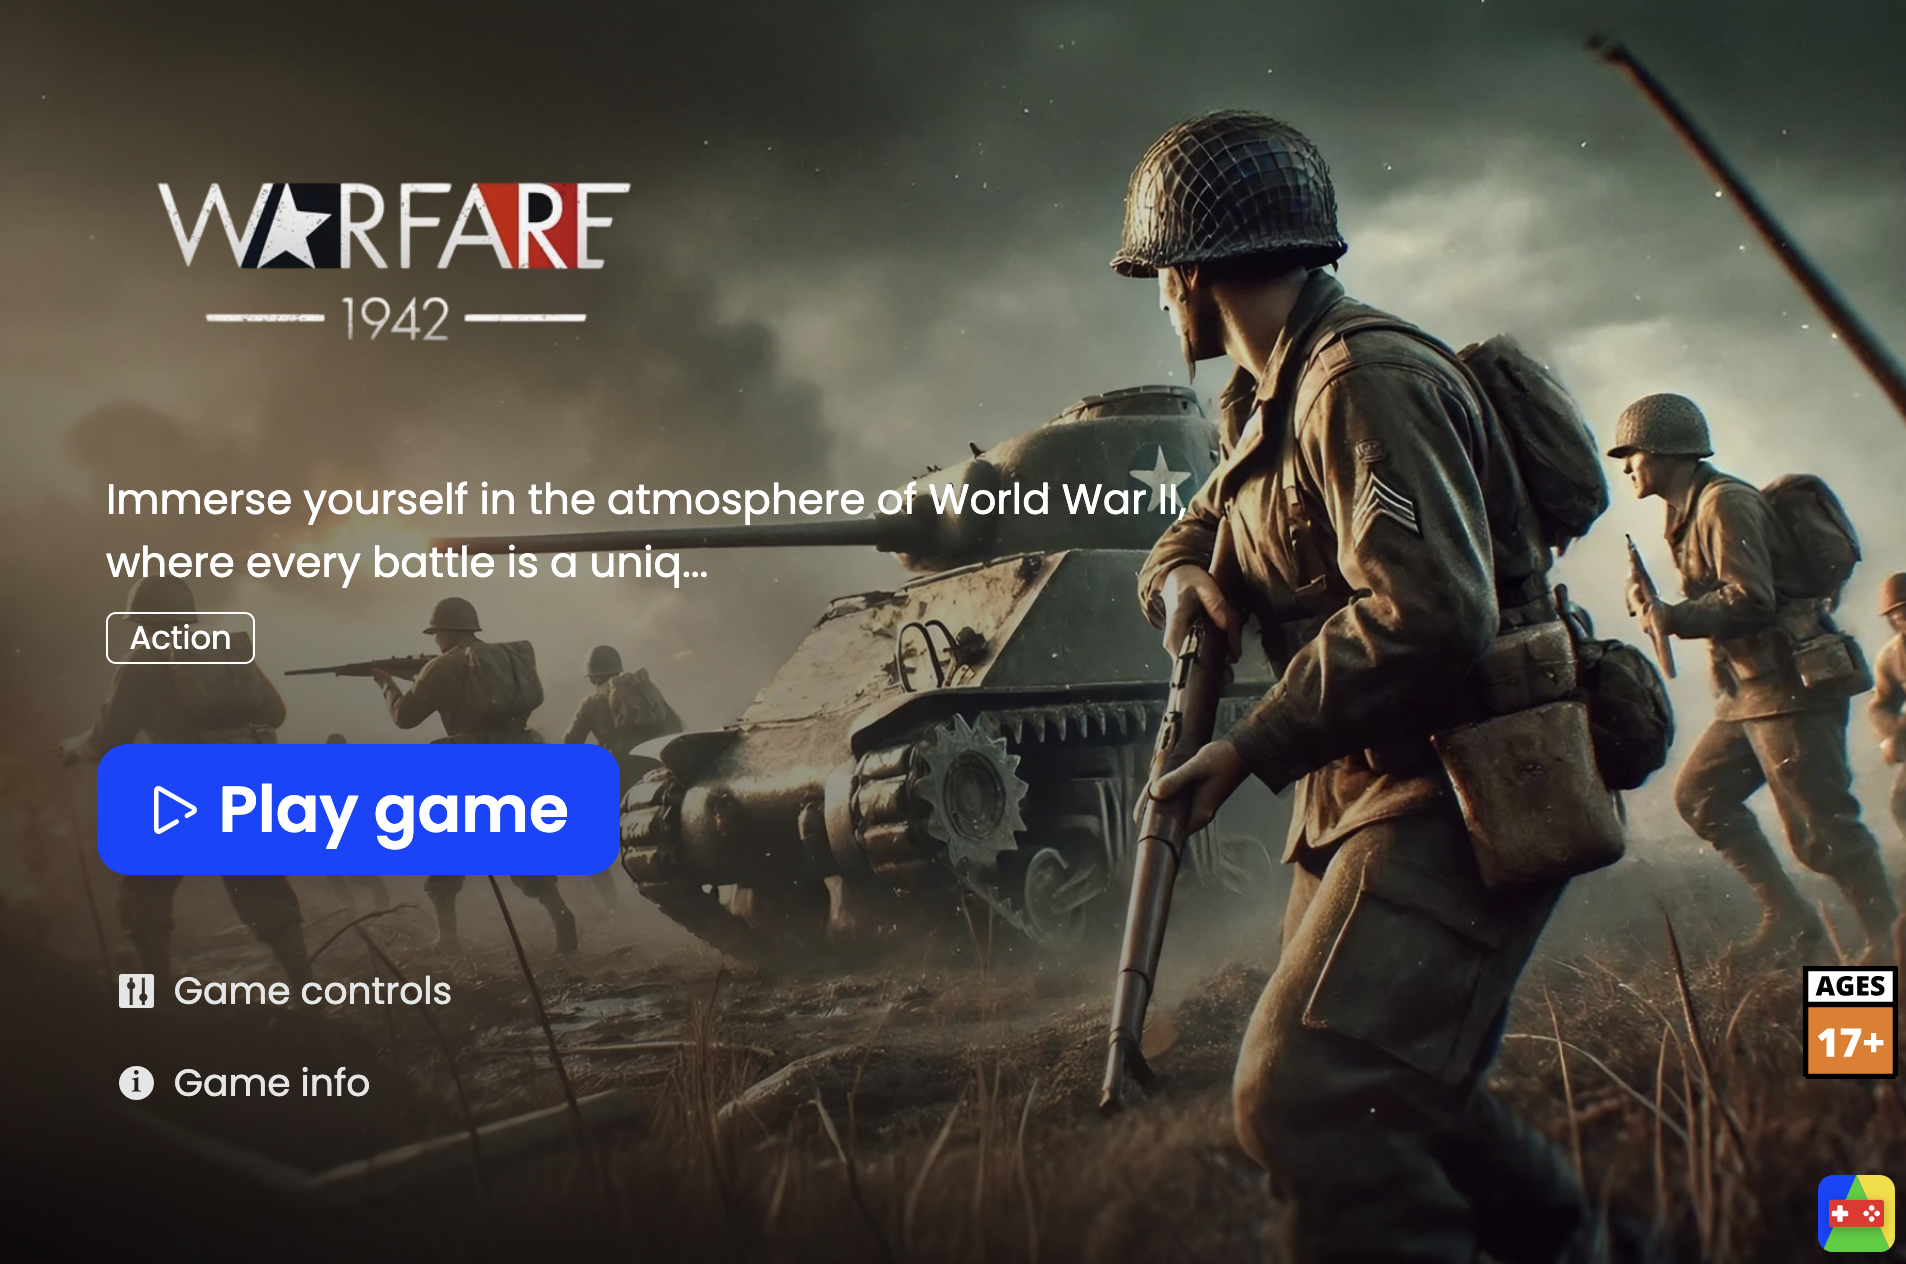 WARFARE
1942
Immerse yourself in the atmosphere of World War II,
where every battle is a uniq...
Action
Play game
Game controls
Game info
AGES
17+